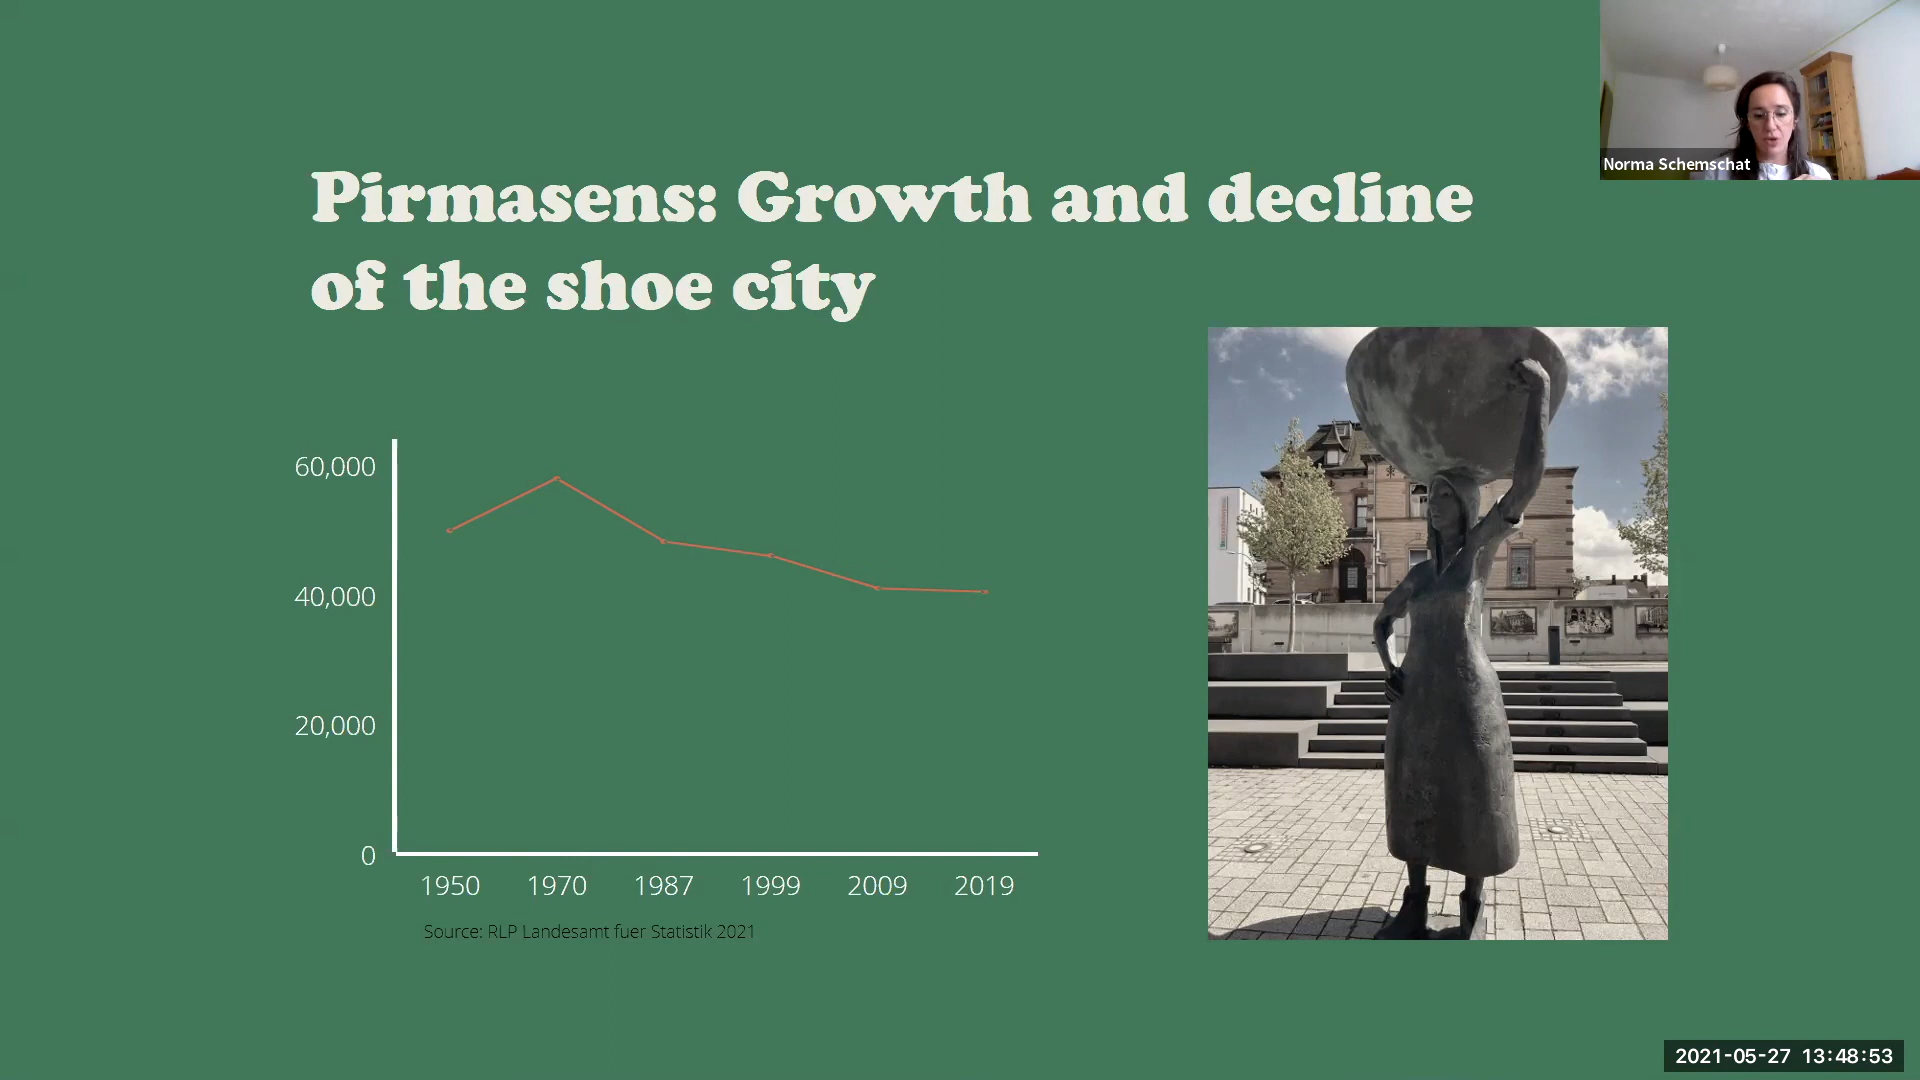 Norma Schemschat
Pirmasens: Growth and decline
of the shoe city
60,000
40,000
20,000
0
1950 1970 1987 1999 2009 2019
Source: RLP Landesamt fuer Statistik 2021
2021-05-27 13:48:53